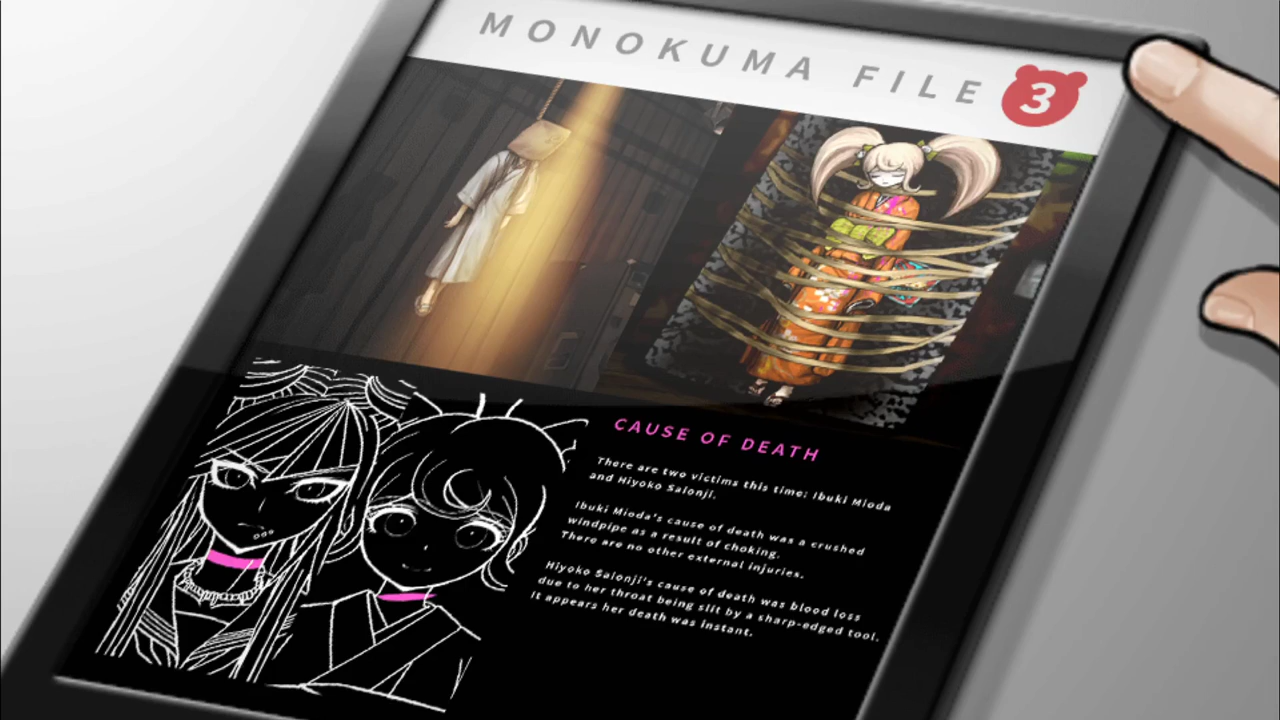 MONOKUMA FILE 3
CAUSE OF DEATH
There are two victims this time: Ibuki Mioda
and Hiyoko Saionji.
Ibuki Mioda's cause of death was a crushed
windpipe as a result of choking.
There are no other external injuries.
Hiyoko Saionji's cause of death was blood loss
due to her throat being slit by a sharp-edged tool.
It appears her death was instant.